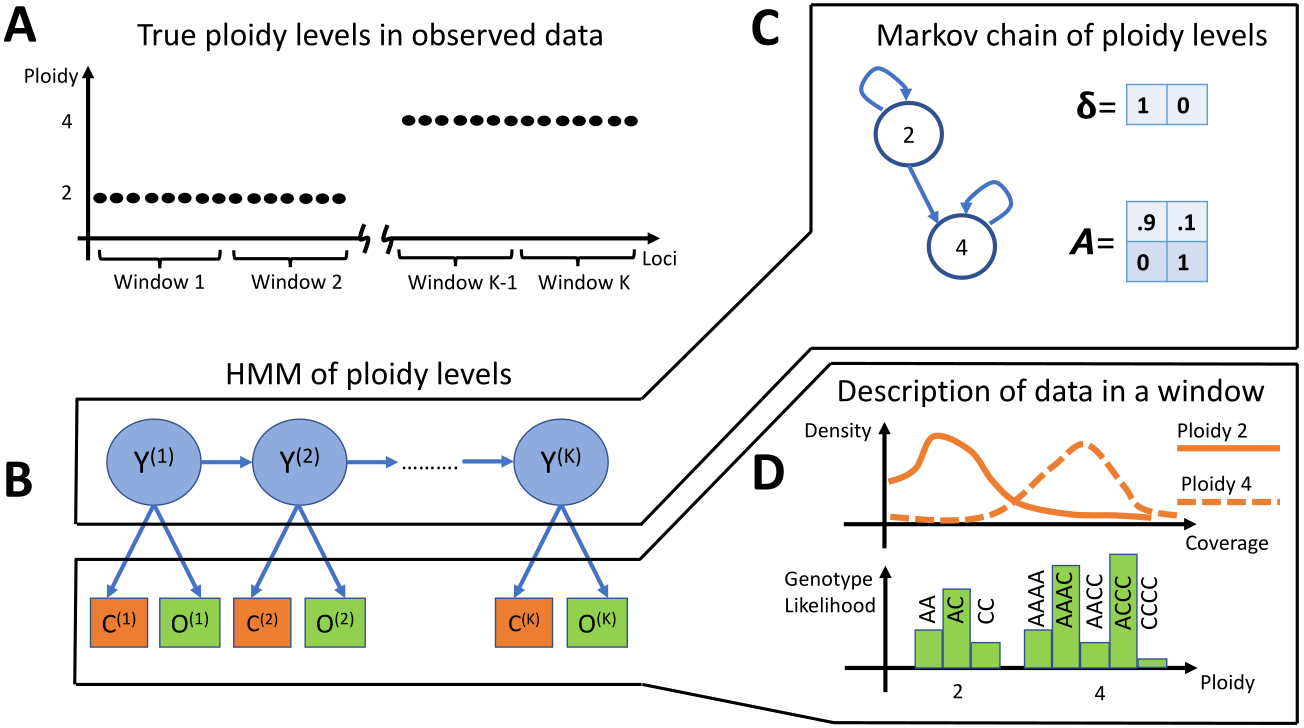 A
True ploidy levels in observed data
Ploidy
4
2
Loci
Window 1
Window 2
Window K-1
Window K
B
HMM of ploidy levels
Y(1)
Y(2)
..........
Y(K)
C(1)
O(1)
C(2)
O(2)
C(K)
O(K)
C
Markov chain of ploidy levels
2
4
δ=
1 0
A=
.9 .1
0 1
D
Description of data in a window
Density
Ploidy 2
Ploidy 4
Coverage
Genotype
Likelihood
AA
AC
CC
AAAA
AAAC
AACC
ACCC
CCCC
2
4
Ploidy